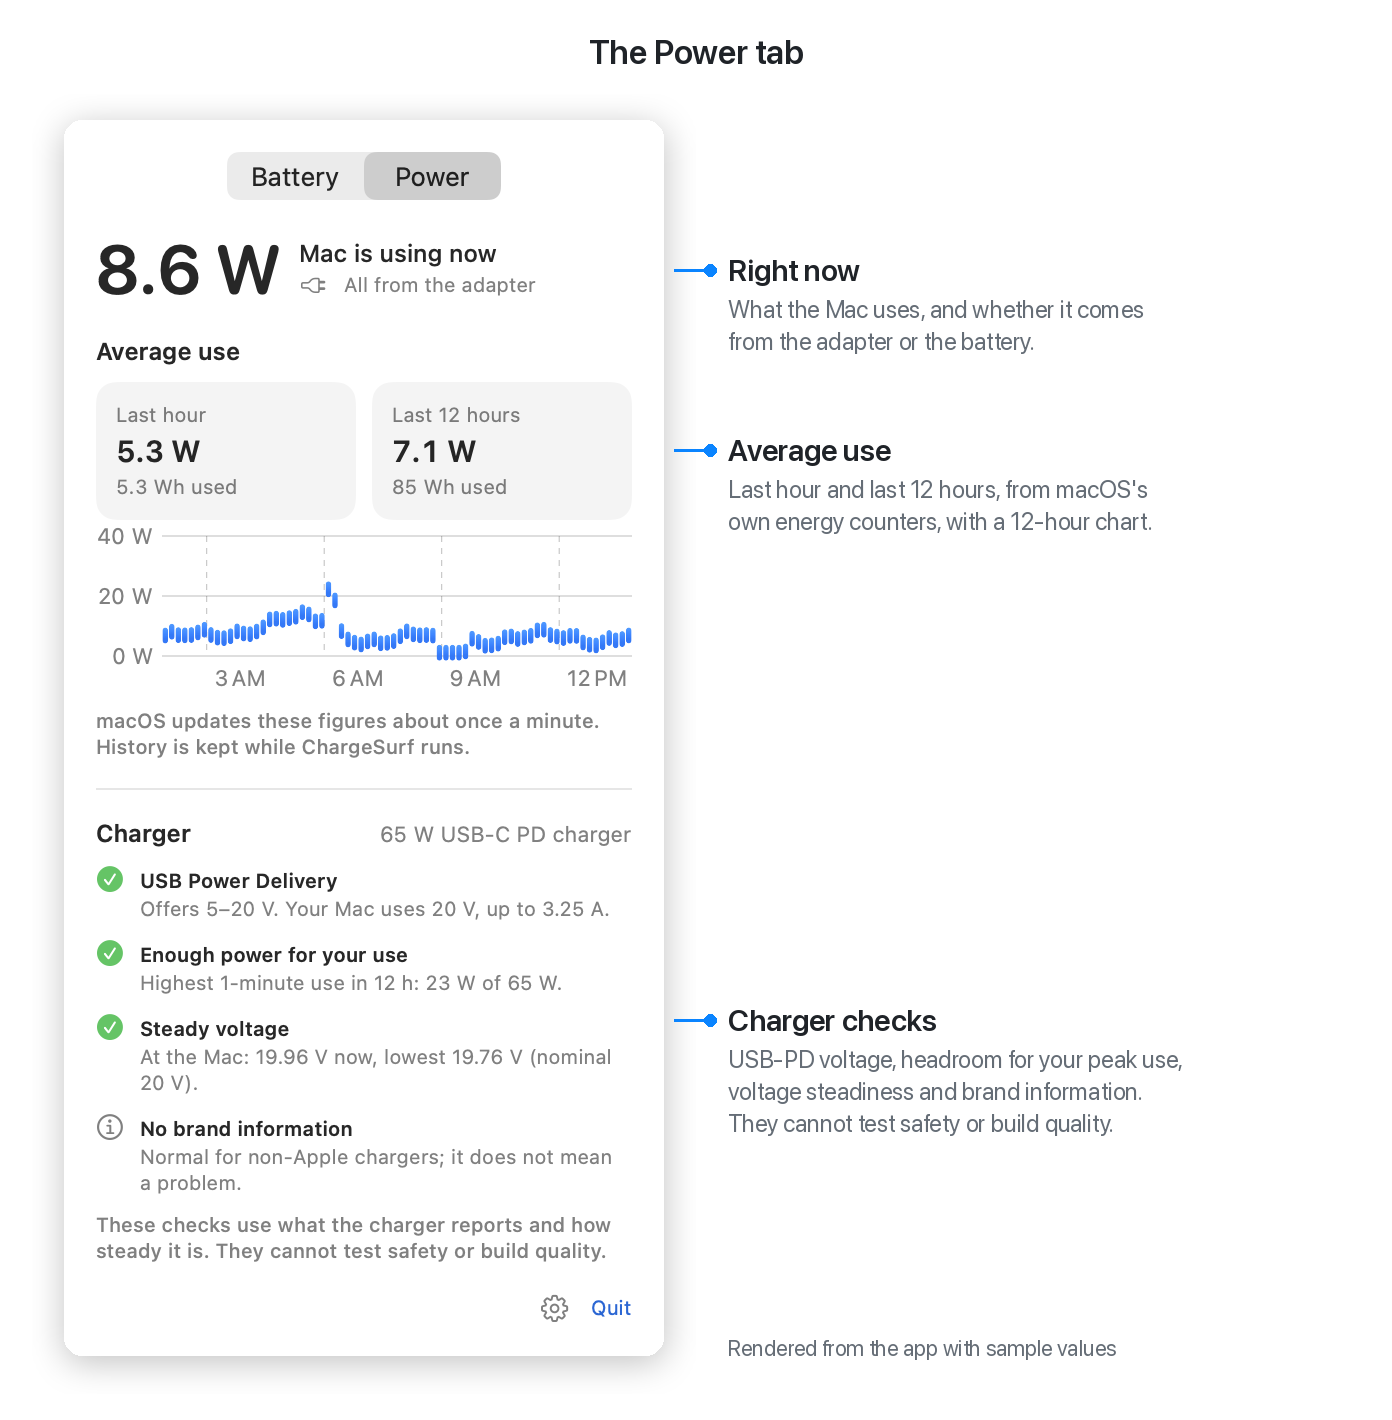 The Power tab
Battery Power
8.6 W
Mac is using now
All from the adapter
Average use
Last hour
5.3 W
5.3 Wh used
Last 12 hours
7.1 W
85 Wh used
40 W
20 W
0 W
3 AM 6 AM 9 AM 12 PM
macOS updates these figures about once a minute.
History is kept while ChargeSurf runs.
Charger 65 W USB-C PD charger
USB Power Delivery
Offers 5–20 V. Your Mac uses 20 V, up to 3.25 A.
Enough power for your use
Highest 1-minute use in 12 h: 23 W of 65 W.
Steady voltage
At the Mac: 19.96 V now, lowest 19.76 V (nominal
20 V).
No brand information
Normal for non-Apple chargers; it does not mean
a problem.
These checks use what the charger reports and how
steady it is. They cannot test safety or build quality.
Quit
Right now
What the Mac uses, and whether it comes
from the adapter or the battery.
Average use
Last hour and last 12 hours, from macOS's
own energy counters, with a 12-hour chart.
Charger checks
USB-PD voltage, headroom for your peak use,
voltage steadiness and brand information.
They cannot test safety or build quality.
Rendered from the app with sample values